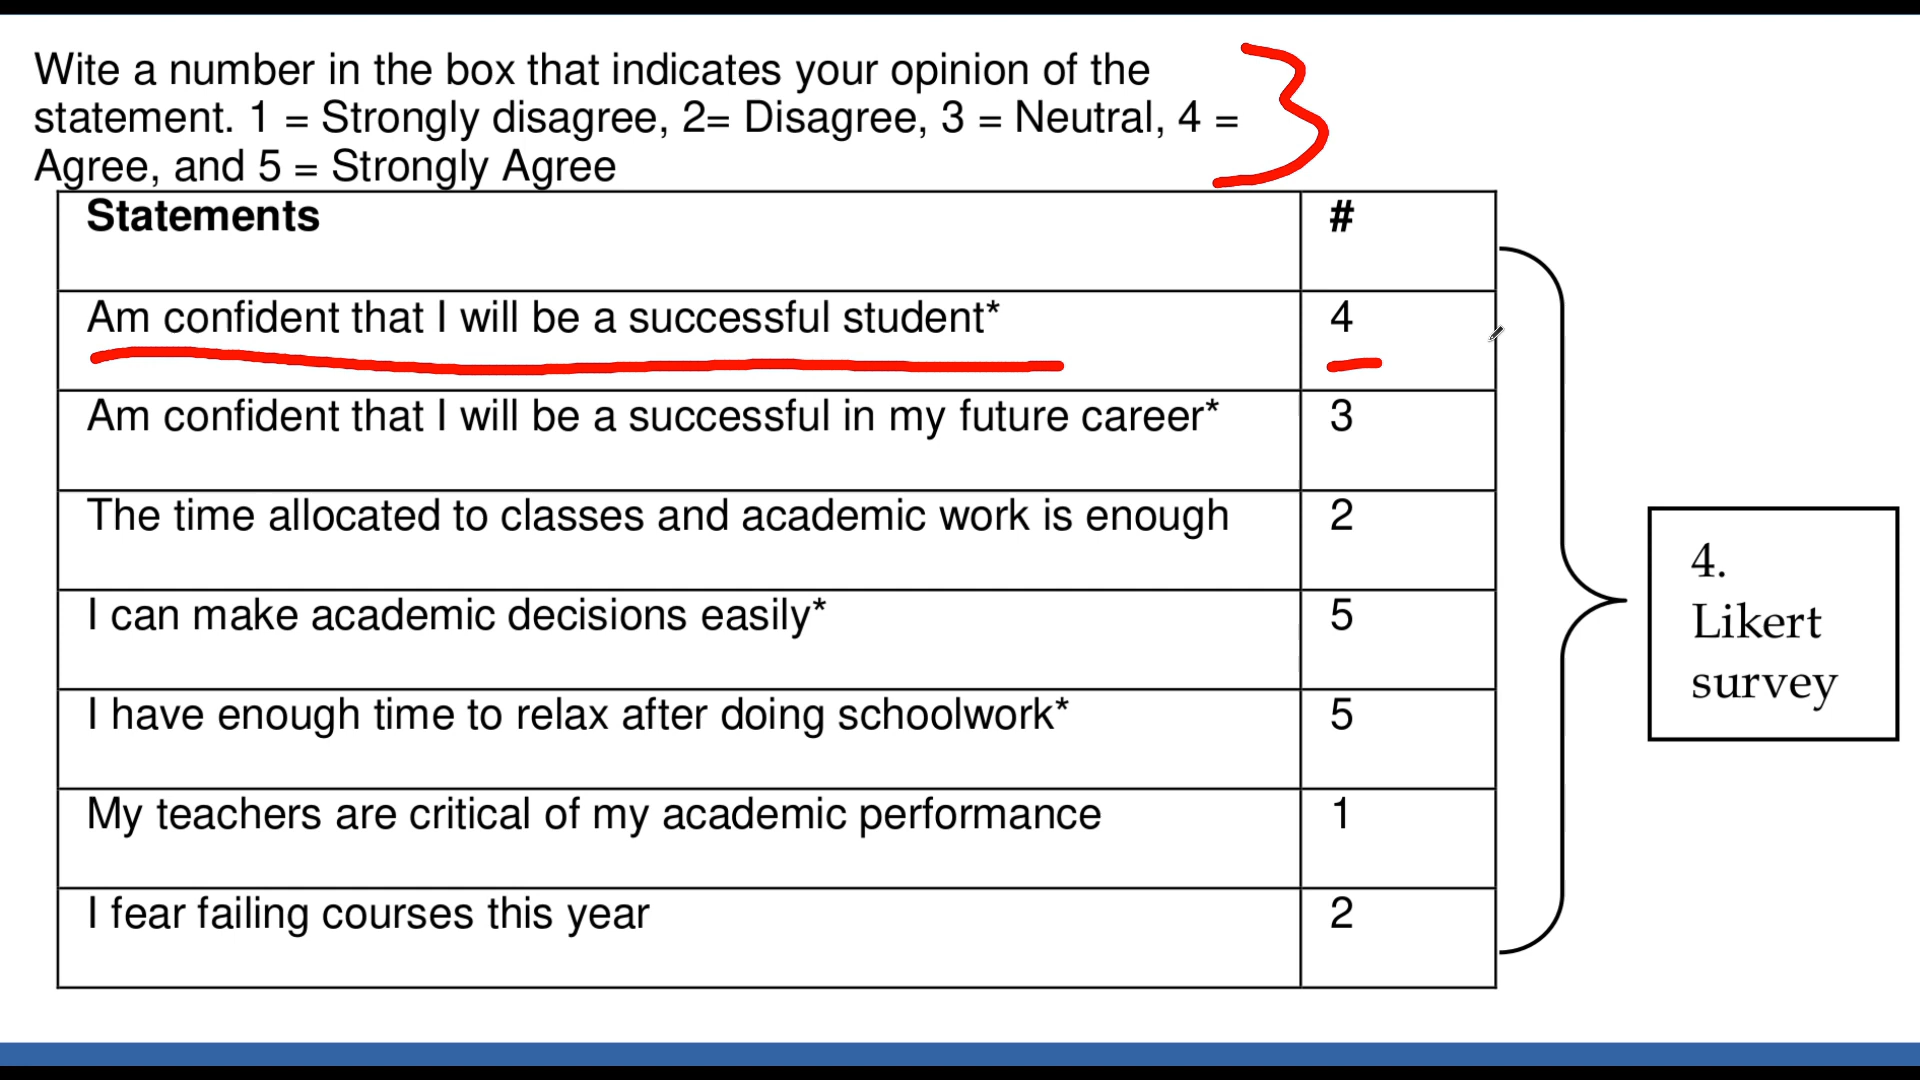 Wite a number in the box that indicates your opinion of the
statement. 1 = Strongly disagree, 2= Disagree, 3 = Neutral, 4 =
Agree, and 5 = Strongly Agree
Statements #
Am confident that I will be a successful student* 4
Am confident that I will be a successful in my future career* 3
The time allocated to classes and academic work is enough 2
I can make academic decisions easily* 5
I have enough time to relax after doing schoolwork* 5
My teachers are critical of my academic performance 1
I fear failing courses this year 2
4.
Likert
survey